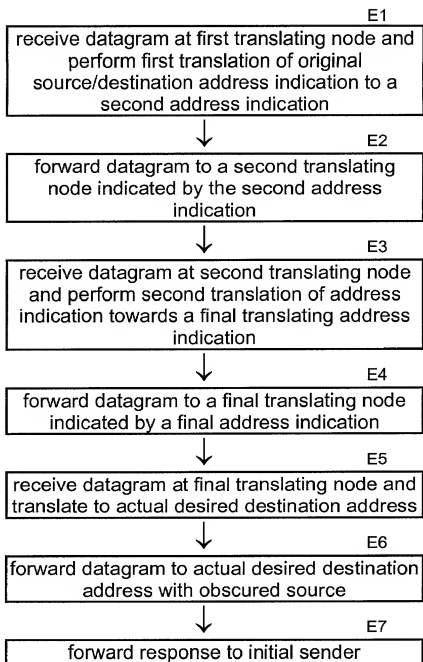 E1
receive datagram at first translating node and
perform first translation of original
source/destination address indication to a
second address indication
E2
forward datagram to a second translating
node indicated by the second address
indication
E3
receive datagram at second translating node
and perform second translation of address
indication towards a final translating address
indication
E4
forward datagram to a final translating node
indicated by a final address indication
E5
receive datagram at final translating node and
translate to actual desired destination address
E6
forward datagram to actual desired destination
address with obscured source
E7
forward response to initial sender